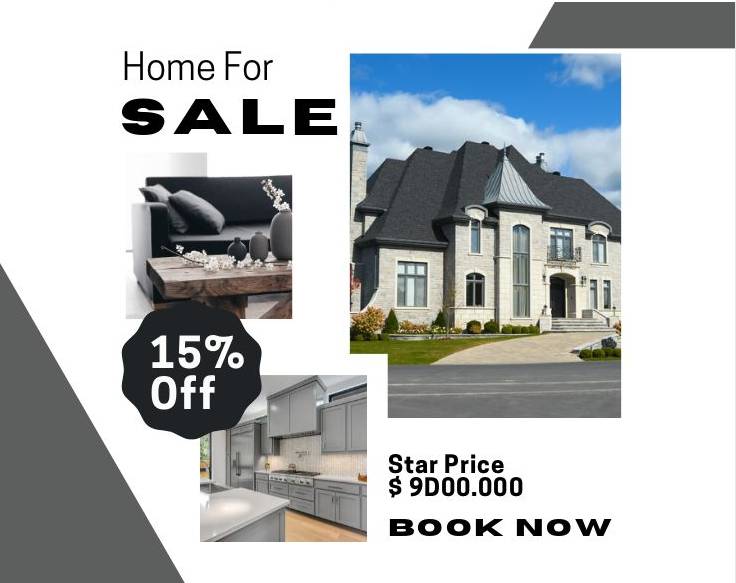 Home For
SALE
15%
Off
Star Price
$ 9D00.000
BOOK NOW